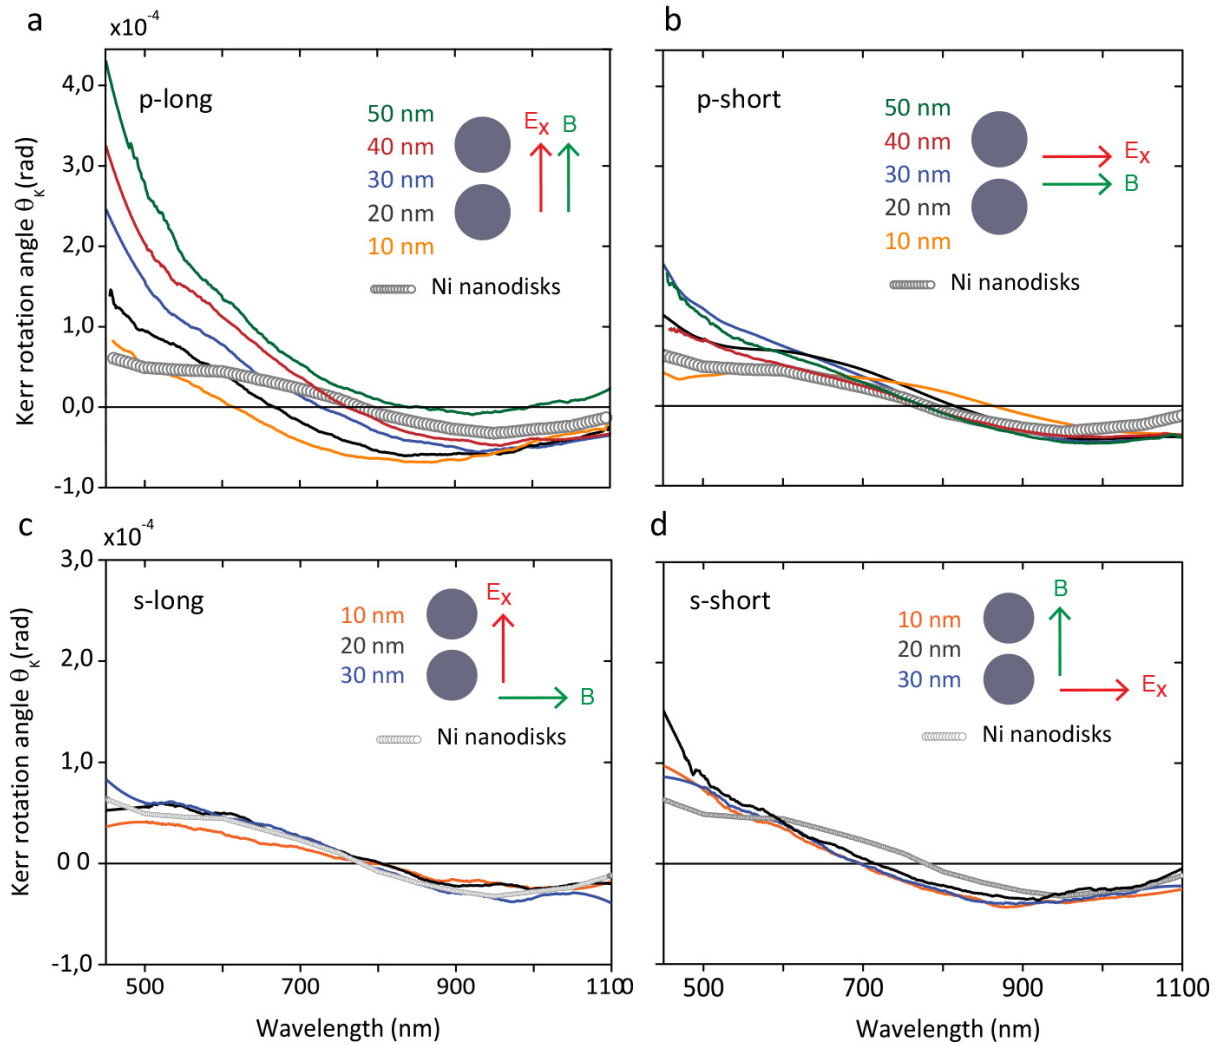 a
x10-4
Kerr rotation angle θK(rad)
4,0
3,0
2,0
1,0
0,0
-1,0
p-long
50 nm
40 nm
30 nm
20 nm
10 nm
Ex B
Ni nanodisks
b
p-short
50 nm
40 nm
30 nm
20 nm
10 nm
Ex
B
Ni nanodisks
c
x10-4
Kerr rotation angle θK(rad)
3,0
2,0
1,0
0 0
-1,0
s-long
10 nm
20 nm
30 nm
Ex
B
Ni nanodisks
500 700 900 1100
Wavelength (nm)
d
s-short
10 nm
20 nm
30 nm
B
Ex
Ni nanodisks
500 700 900 1100
Wavelength (nm)